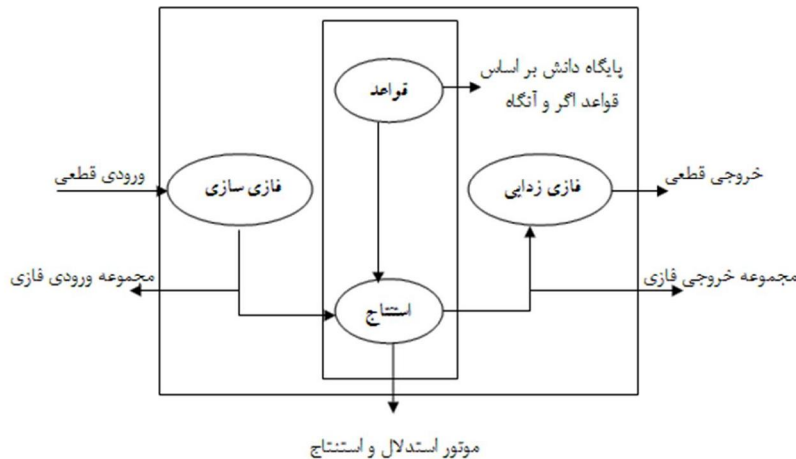 پایگاه دانش بر اساس
قواعد اگر و آنگاه
قواعد
ورودی قطعی
فازی سازی
فازی زدایی
خروجی قطعی
مجموعه ورودی فازی
مجموعه خروجی فازی
استنتاج
موتور استدلال و استنتاج